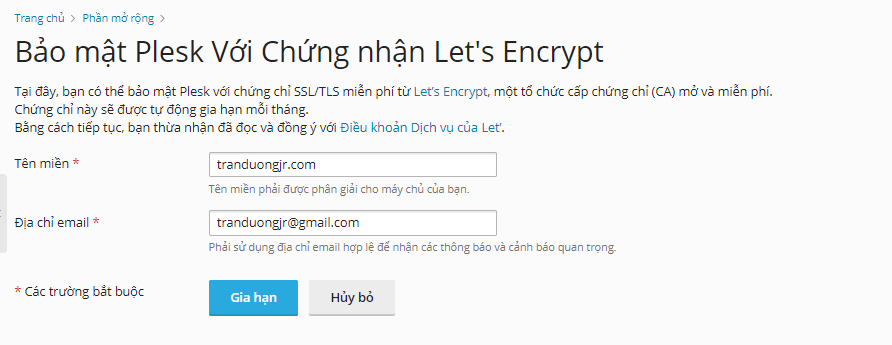 Trang chủ > Phần mở rộng >
Bảo mật Plesk Với Chứng nhận Let's Encrypt
Tại đây, bạn có thể bảo mật Plesk với chứng chỉ SSL/TLS miễn phí từ Let's Encrypt, một tổ chức cấp chứng chỉ (CA) mở và miễn phí.
Chứng chỉ này sẽ được tự động gia hạn mỗi tháng.
Bằng cách tiếp tục, bạn thừa nhận đã đọc và đồng ý với Điều khoản Dịch vụ của Let'.
Tên miền * tranduongjr.com
Tên miền phải được phân giải cho máy chủ của bạn.
Địa chỉ email * tranduongjr@gmail.com
Phải sử dụng địa chỉ email hợp lệ để nhận các thông báo và cảnh báo quan trọng.
* Các trường bắt buộc Gia hạn Hủy bỏ